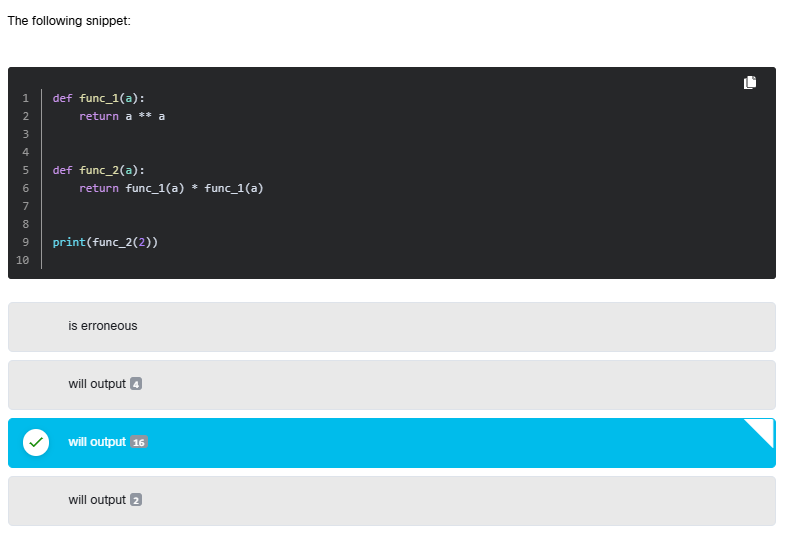 The following snippet:
1 def func_1(a):
2     return a ** a
3
4
5 def func_2(a):
6     return func_1(a) * func_1(a)
7
8
9 print(func_2(2))
10
is erroneous
will output 4
will output 16
will output 2